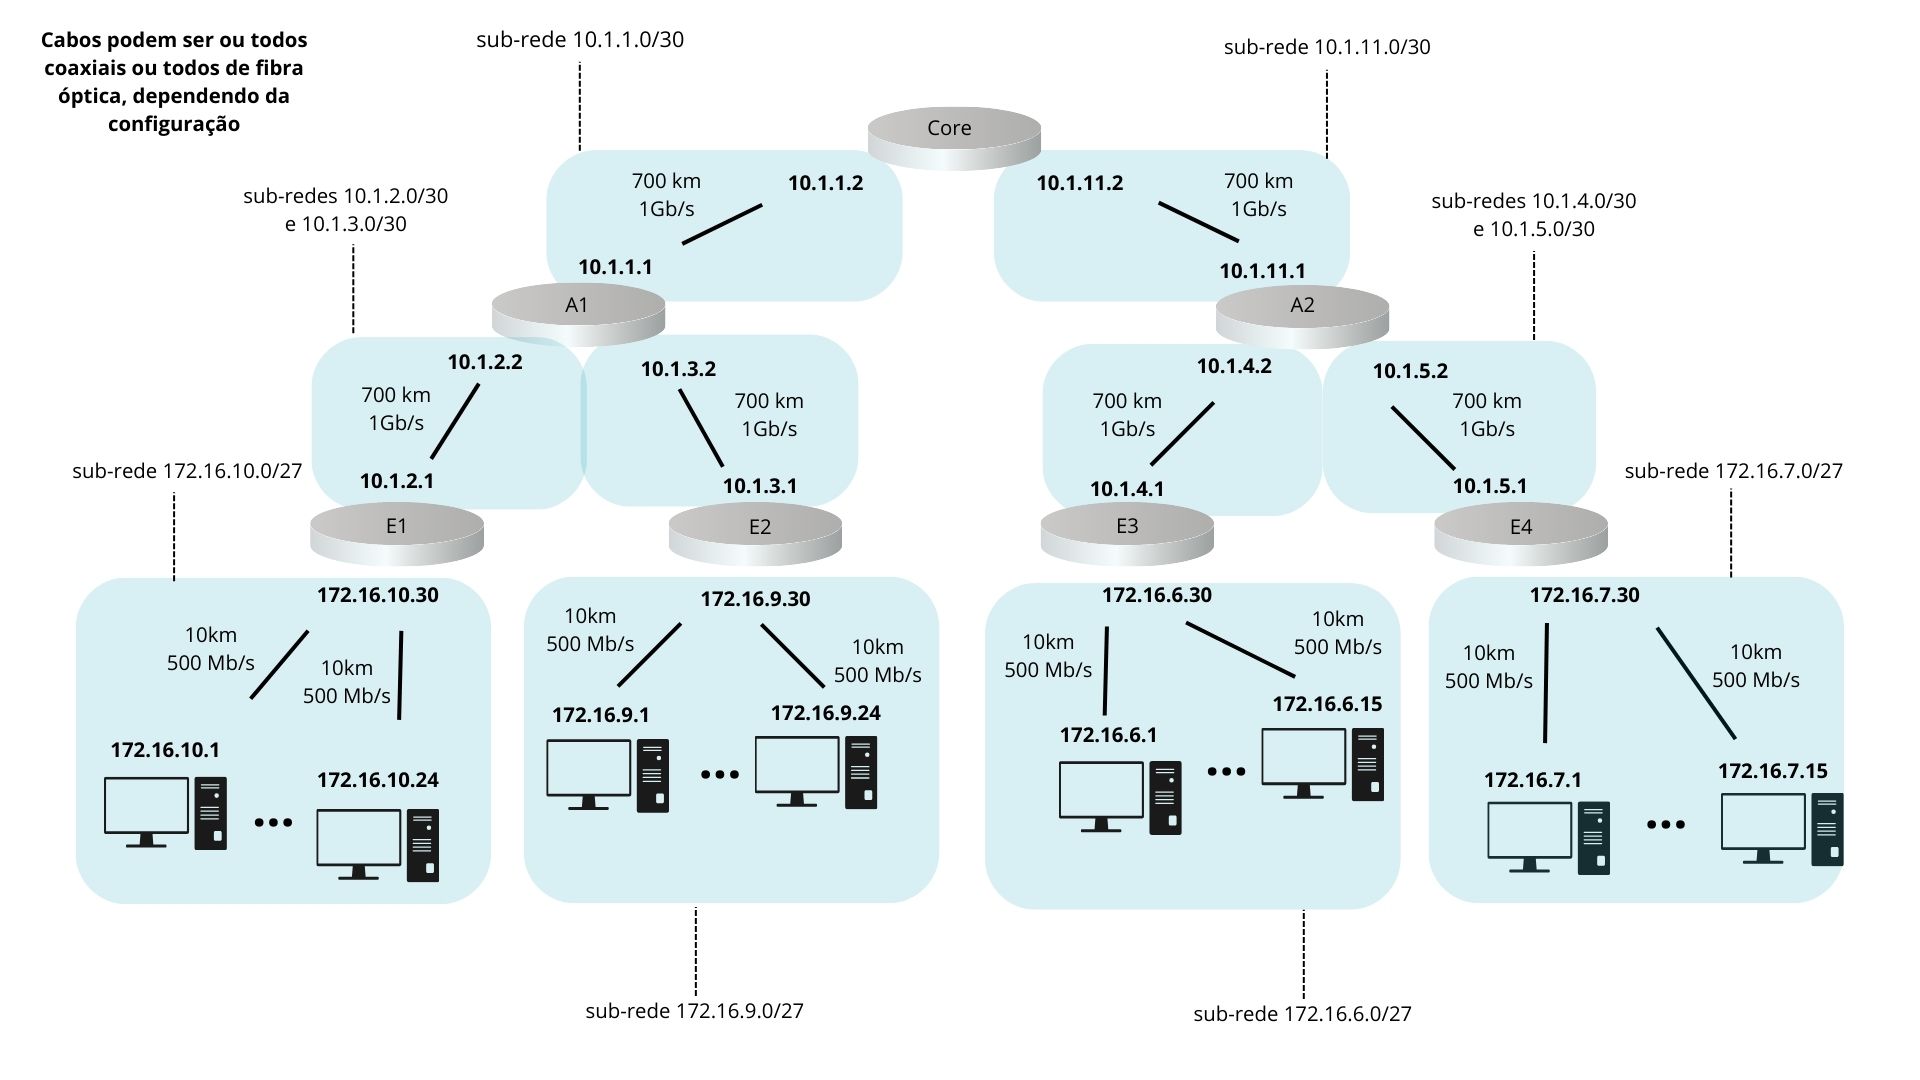 Cabos podem ser ou todos
coaxiais ou todos de fibra
óptica, dependendo da
configuração
sub-rede 10.1.1.0/30
sub-rede 10.1.11.0/30
Core
700 km
1Gb/s
10.1.1.2
10.1.11.2
700 km
1Gb/s
sub-redes 10.1.2.0/30
e 10.1.3.0/30
sub-redes 10.1.4.0/30
e 10.1.5.0/30
10.1.1.1
10.1.11.1
A1
A2
10.1.2.2
10.1.3.2
10.1.4.2
10.1.5.2
700 km
1Gb/s
700 km
1Gb/s
700 km
1Gb/s
700 km
1Gb/s
sub-rede 172.16.10.0/27
10.1.2.1
10.1.3.1
10.1.4.1
10.1.5.1
sub-rede 172.16.7.0/27
E1
E2
E3
E4
172.16.10.30
172.16.9.30
172.16.6.30
172.16.7.30
10km
500 Mb/s
10km
500 Mb/s
10km
500 Mb/s
10km
500 Mb/s
10km
500 Mb/s
10km
500 Mb/s
10km
500 Mb/s
10km
500 Mb/s
172.16.10.1
172.16.10.24
172.16.9.1
172.16.9.24
172.16.6.1
172.16.6.15
172.16.7.1
172.16.7.15
sub-rede 172.16.9.0/27
sub-rede 172.16.6.0/27